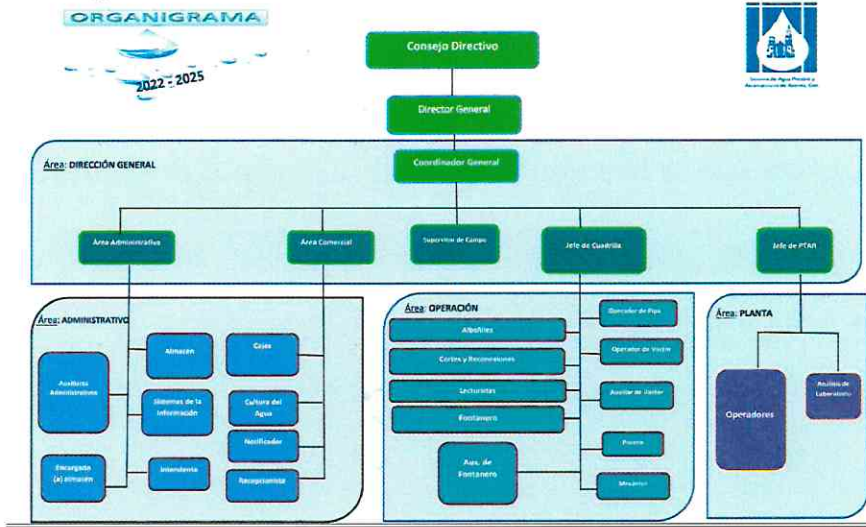 ORGANIGRAMA
2022 - 2025
Consejo Directivo
Director General
Área: DIRECCIÓN GENERAL
Coordinador General
Área Administrativa
Área Comercial
Supervisor de Campo
Jefe de Cuadrilla
Jefe de PTAR
Área: ADMINISTRATIVO
Auxiliares
Administrativos
Almacén
Sistemas de la
Información
Encargado
(a) almacén
Intendente
Cajas
Cultura del
Agua
Notificador
Recepcionista
Área: OPERACIÓN
Albañiles
Cortes y Reconexiones
Lecturistas
Fontanero
Aux. de
Fontanero
Operador de Pipa
Operador de Vactor
Auxiliar de Vactor
Pocero
Mecánico
Área: PLANTA
Operadores
Análisis de
Laboratorio